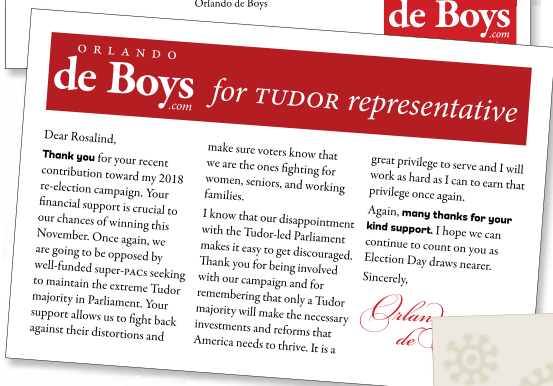 Orlando de Boys
de Boys
.com
ORLANDO
de Boys
.com
for TUDOR representative
Dear Rosalind,
Thank you for your recent
contribution toward my 2018
re-election campaign. Your
financial support is crucial to
our chances of winning this
November. Once again, we
are going to be opposed by
well-funded super-PACs seeking
to maintain the extreme Tudor
majority in Parliament. Your
support allows us to fight back
against their distortions and
make sure voters know that
we are the ones fighting for
women, seniors, and working
families.
I know that our disappointment
with the Tudor-led Parliament
makes it easy to get discouraged.
Thank you for being involved
with our campaign and for
remembering that only a Tudor
majority will make the necessary
investments and reforms that
America needs to thrive. It is a
great privilege to serve and I will
work as hard as I can to earn that
privilege once again.
Again, many thanks for your
kind support. I hope we can
continue to count on you as
Election Day draws nearer.
Sincerely,
Orlan
de